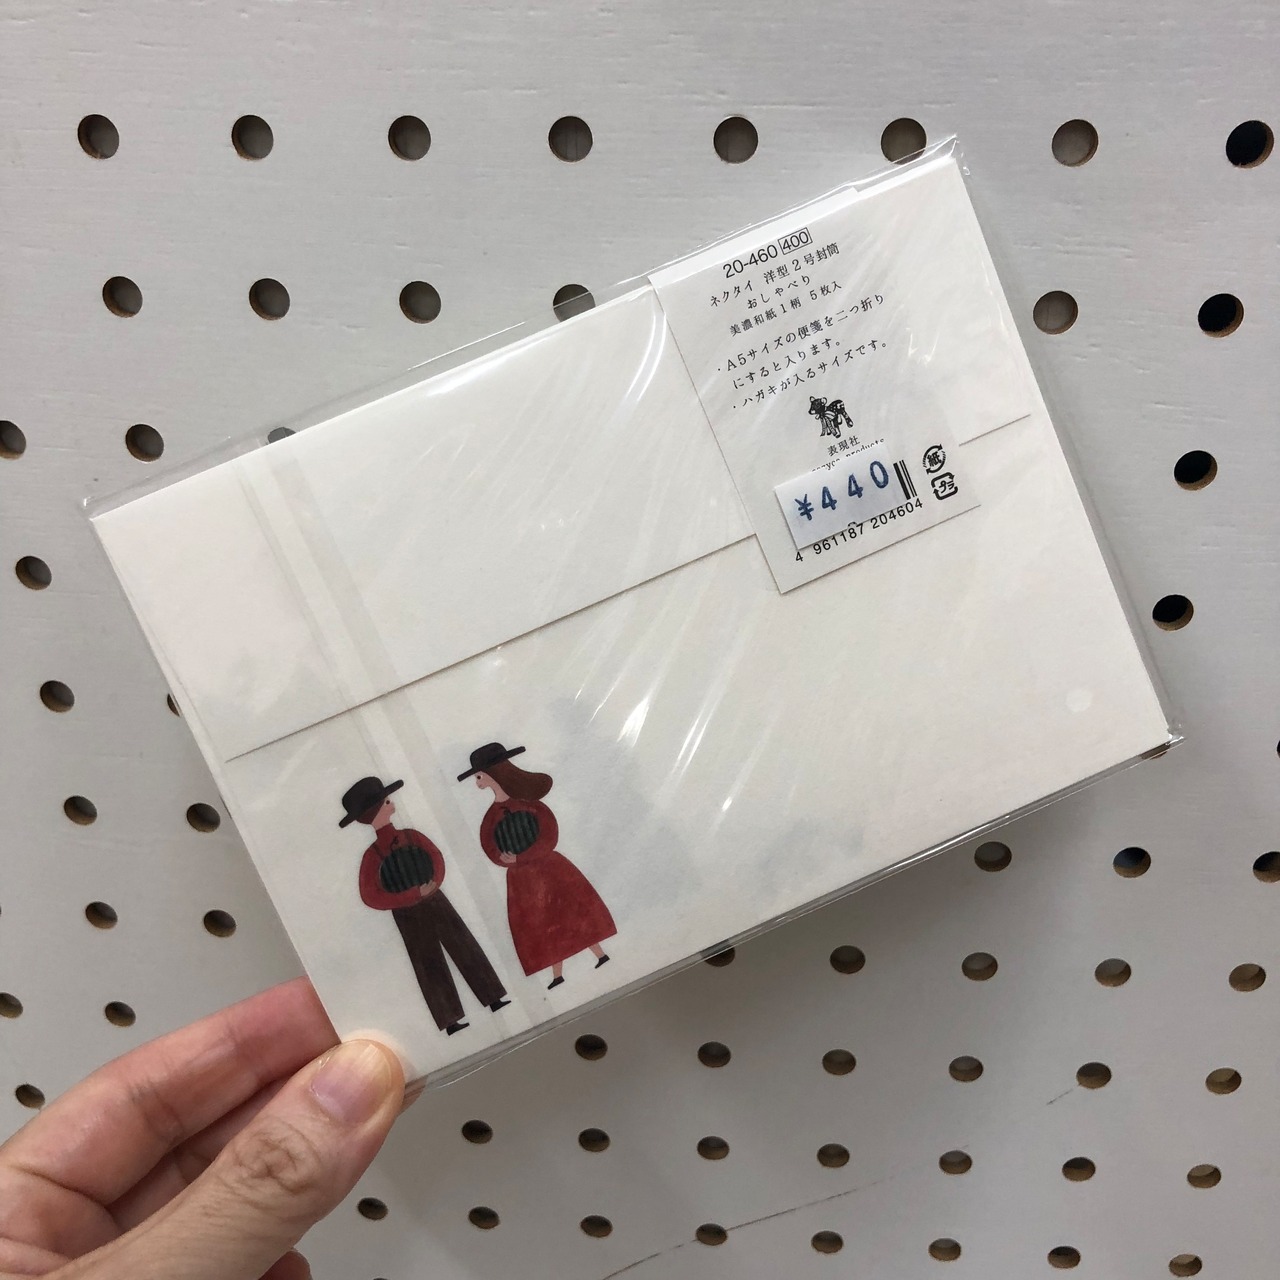 20-460 400
ネクタイ 洋型2号封筒
おしゃべり
美濃和紙1柄 5枚入
・A5サイズの便箋を二つ折り
にすると入ります。
・ハガキが入るサイズです。
表現社
products
¥440
4 961187 204604
紙
プラ